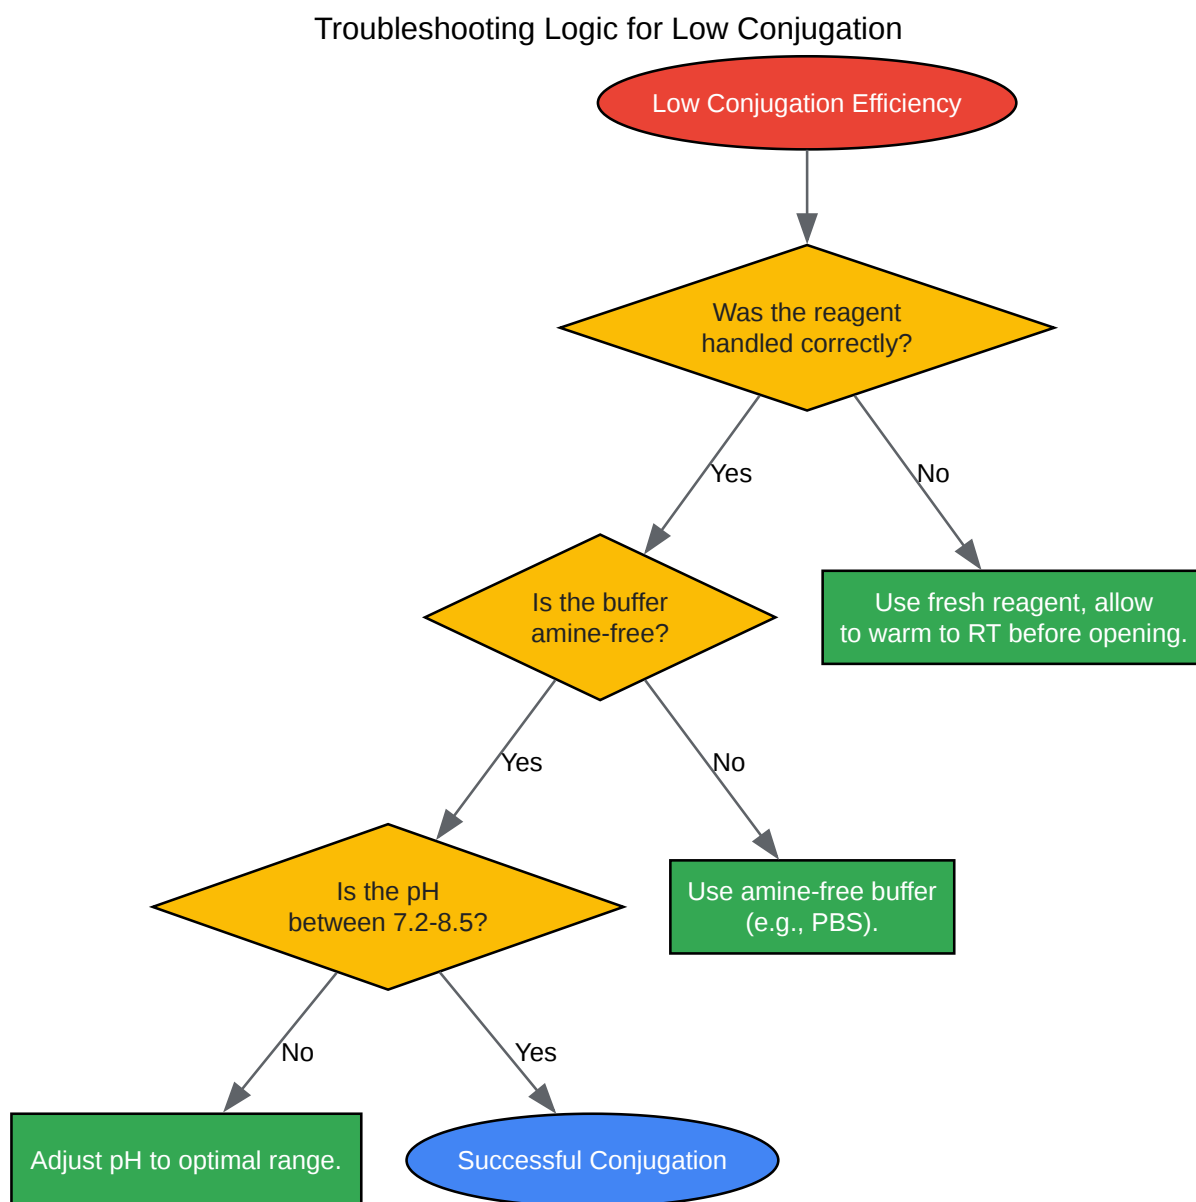 Troubleshooting Logic for Low Conjugation
Low Conjugation Efficiency
Was the reagent
handled correctly?
Yes
No
Is the buffer
amine-free?
Use fresh reagent, allow
to warm to RT before opening.
Yes
No
Is the pH
between 7.2-8.5?
Use amine-free buffer
(e.g., PBS).
No
Yes
Adjust pH to optimal range.
Successful Conjugation